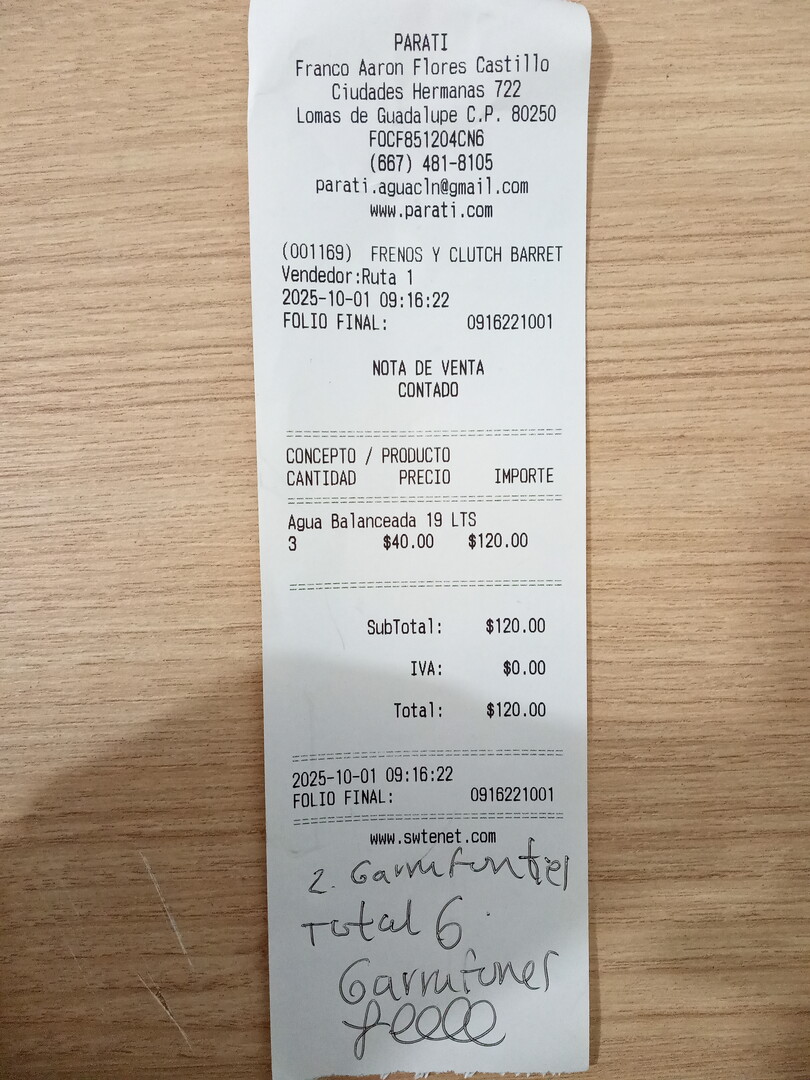 PARATI
Franco Aaron Flores Castillo
Ciudades Hermanas 722
Lomas de Guadalupe C.P. 80250
FOCF851204CN6
(667) 481-8105
parati.aguacln@gmail.com
www.parati.com
(001169) FRENOS Y CLUTCH BARRET
Vendedor:Ruta 1
2025-10-01 09:16:22
FOLIO FINAL: 0916221001
NOTA DE VENTA
CONTADO
CONCEPTO / PRODUCTO
CANTIDAD PRECIO IMPORTE
Agua Balanceada 19 LTS
3 $40.00 $120.00
SubTotal: $120.00
IVA: $0.00
Total: $120.00
2025-10-01 09:16:22
FOLIO FINAL: 0916221001
www.swtenet.com
2.
Total 6
Garrafones